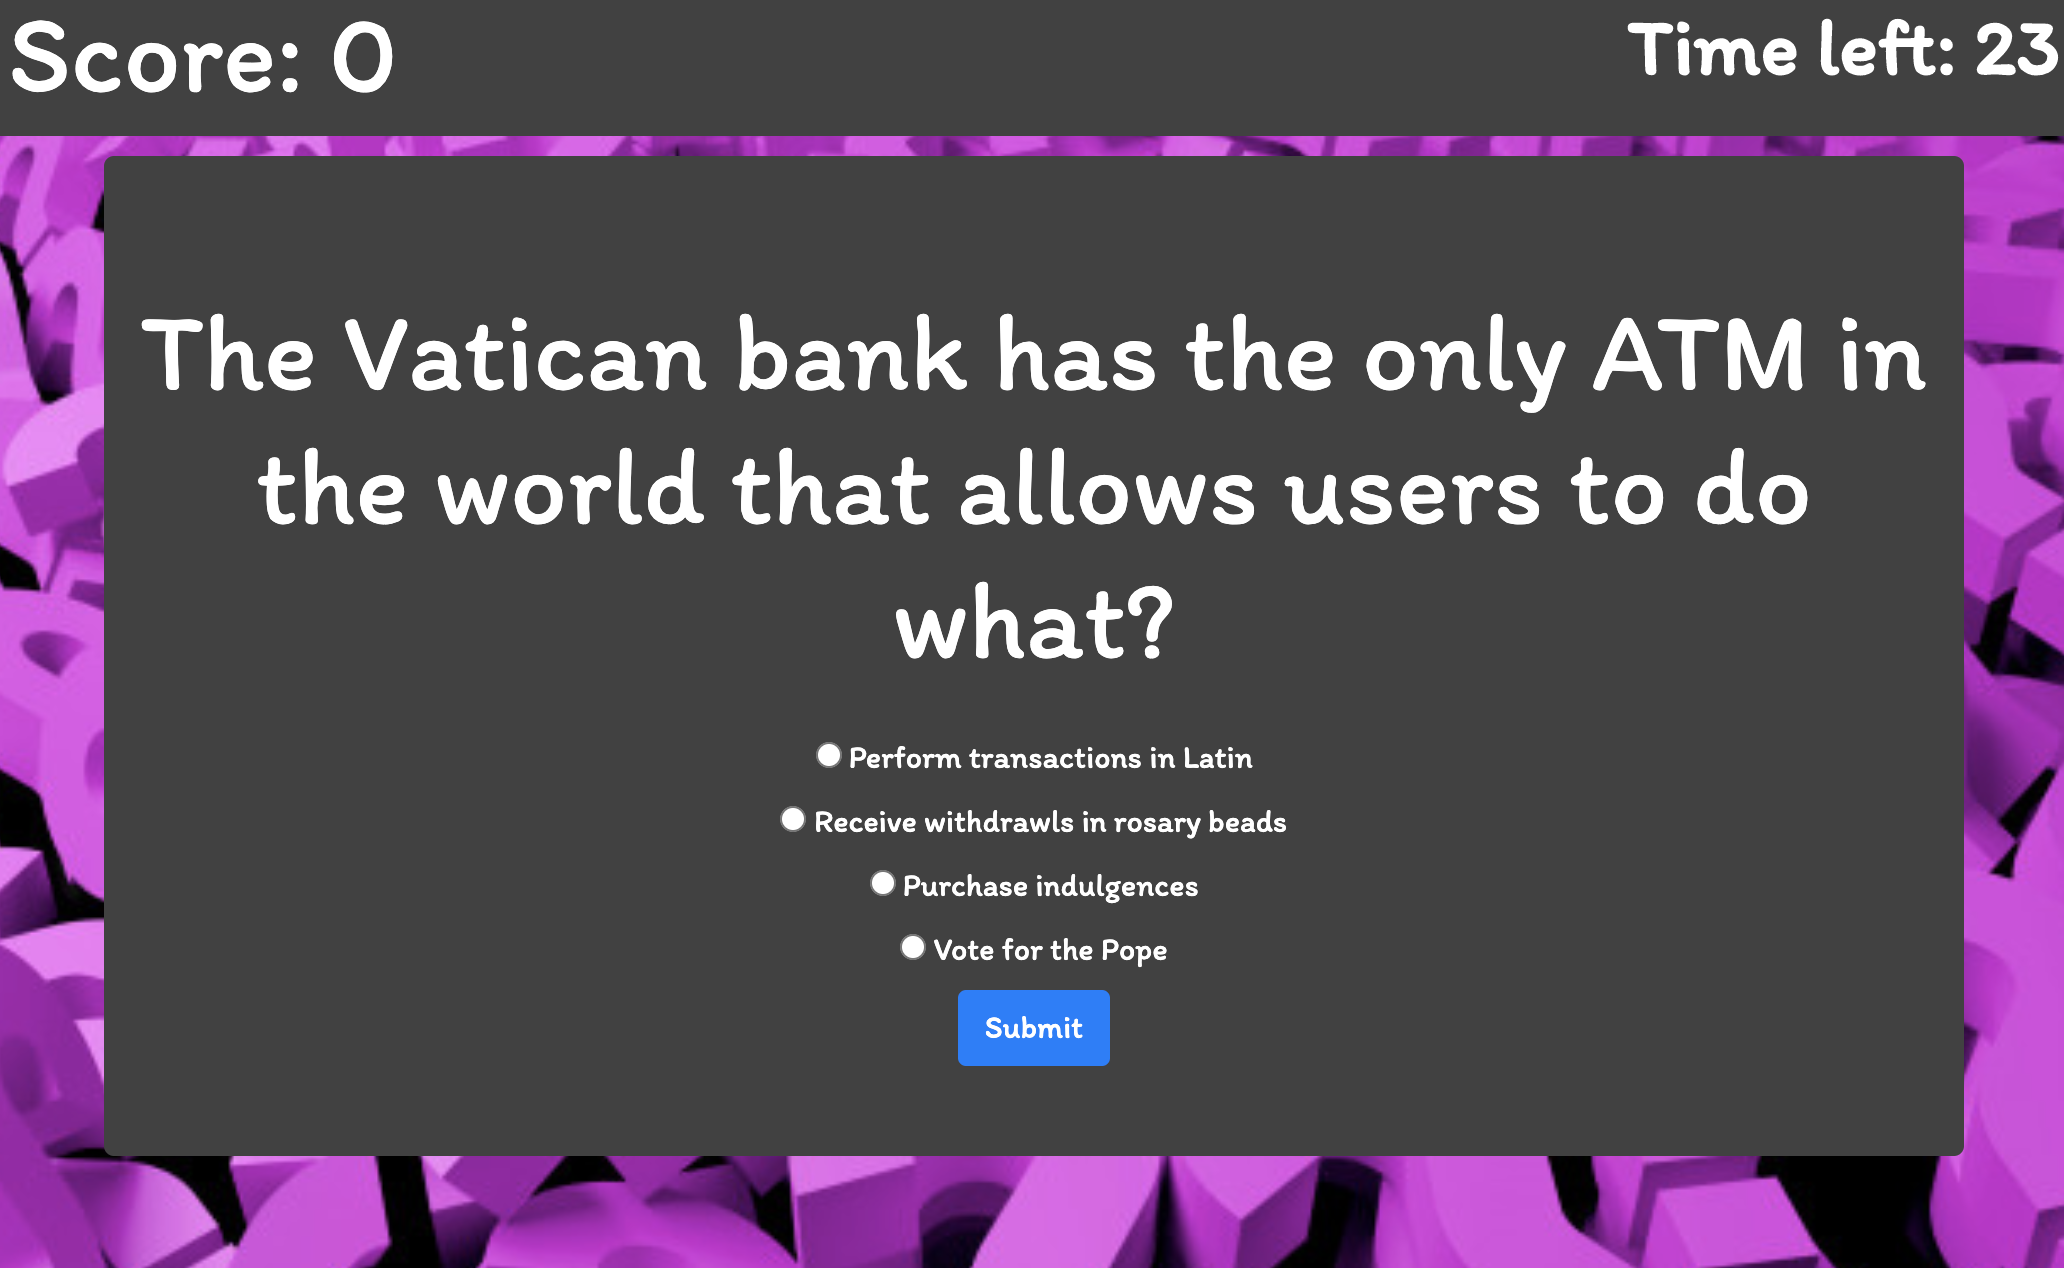 Score: 0
Time left: 23
The Vatican bank has the only ATM in
the world that allows users to do
what?
Perform transactions in Latin
Receive withdrawls in rosary beads
Purchase indulgences
Vote for the Pope
Submit